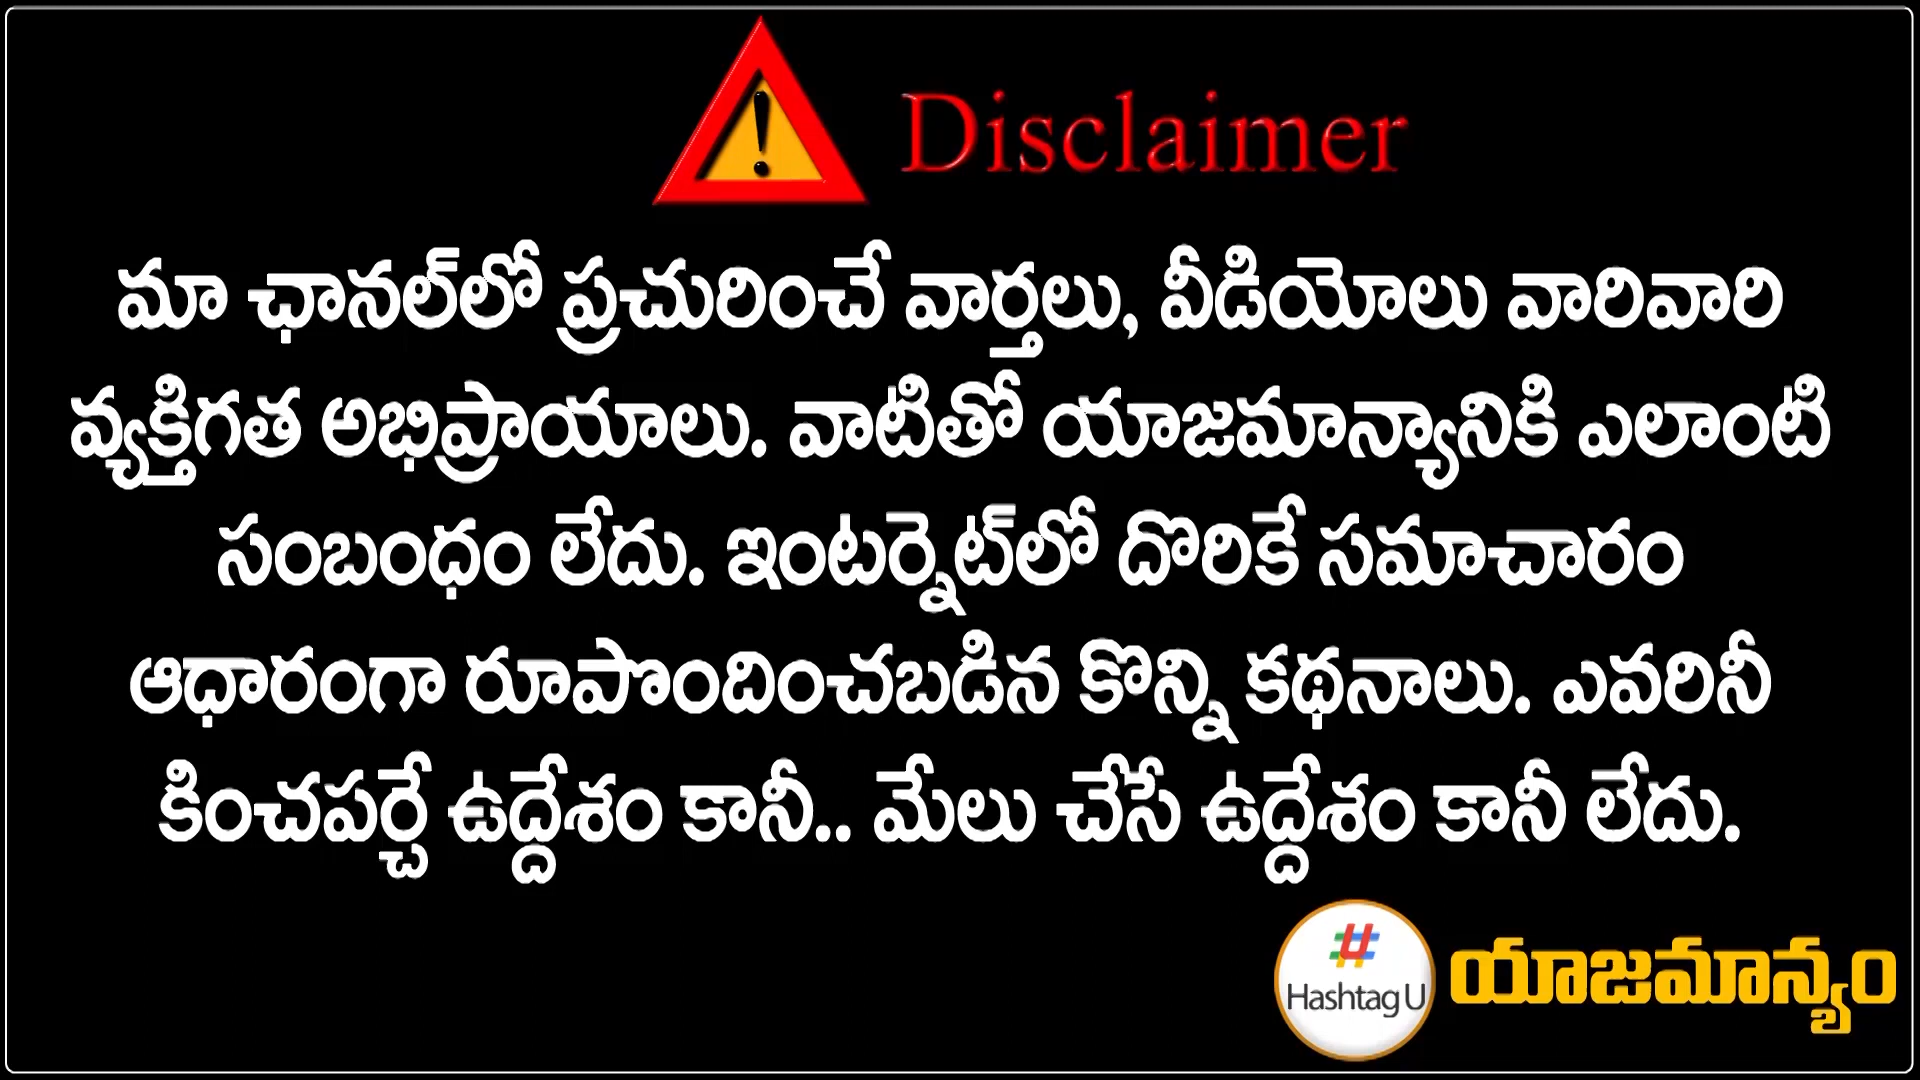 Disclaimer
మా ఛానల్‌లో ప్రచురించే వార్తలు, వీడియోలు వారివారి
వ్యక్తిగత అభిప్రాయాలు. వాటితో యాజమాన్యానికి ఎలాంటి
సంబంధం లేదు. ఇంటర్నెట్‌లో దొరికే సమాచారం
ఆధారంగా రూపొందించబడిన కొన్ని కథనాలు. ఎవరినీ
కించపర్చే ఉద్దేశం కానీ.. మేలు చేసే ఉద్దేశం కానీ లేదు.
# Hashtag U యాజమాన్యం